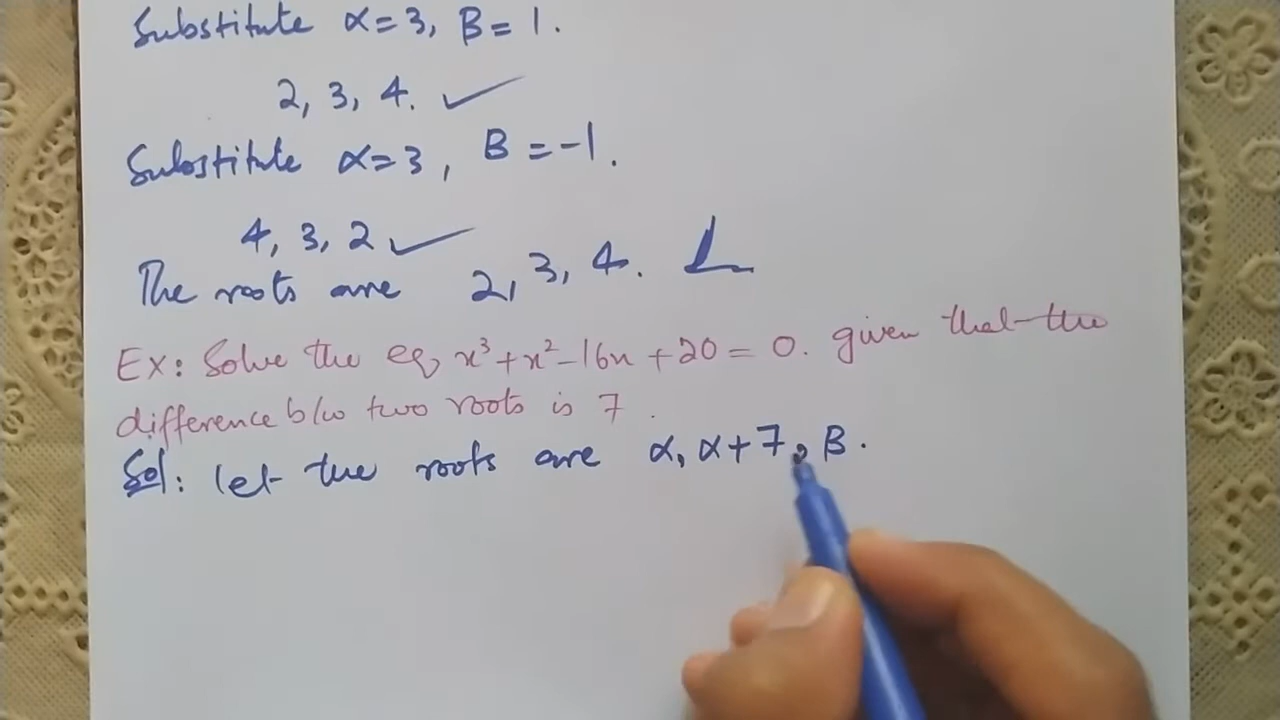 Substitute α=3, β=1.
2, 3, 4. ✓
Substitute α=3, β=-1.
4, 3, 2 ✓
The roots are 2, 3, 4.
Ex: Solve the eq x³+x²-16x+20=0. given that the
difference b/w two roots is 7.
Sol: let the roots are α, α+7, β.